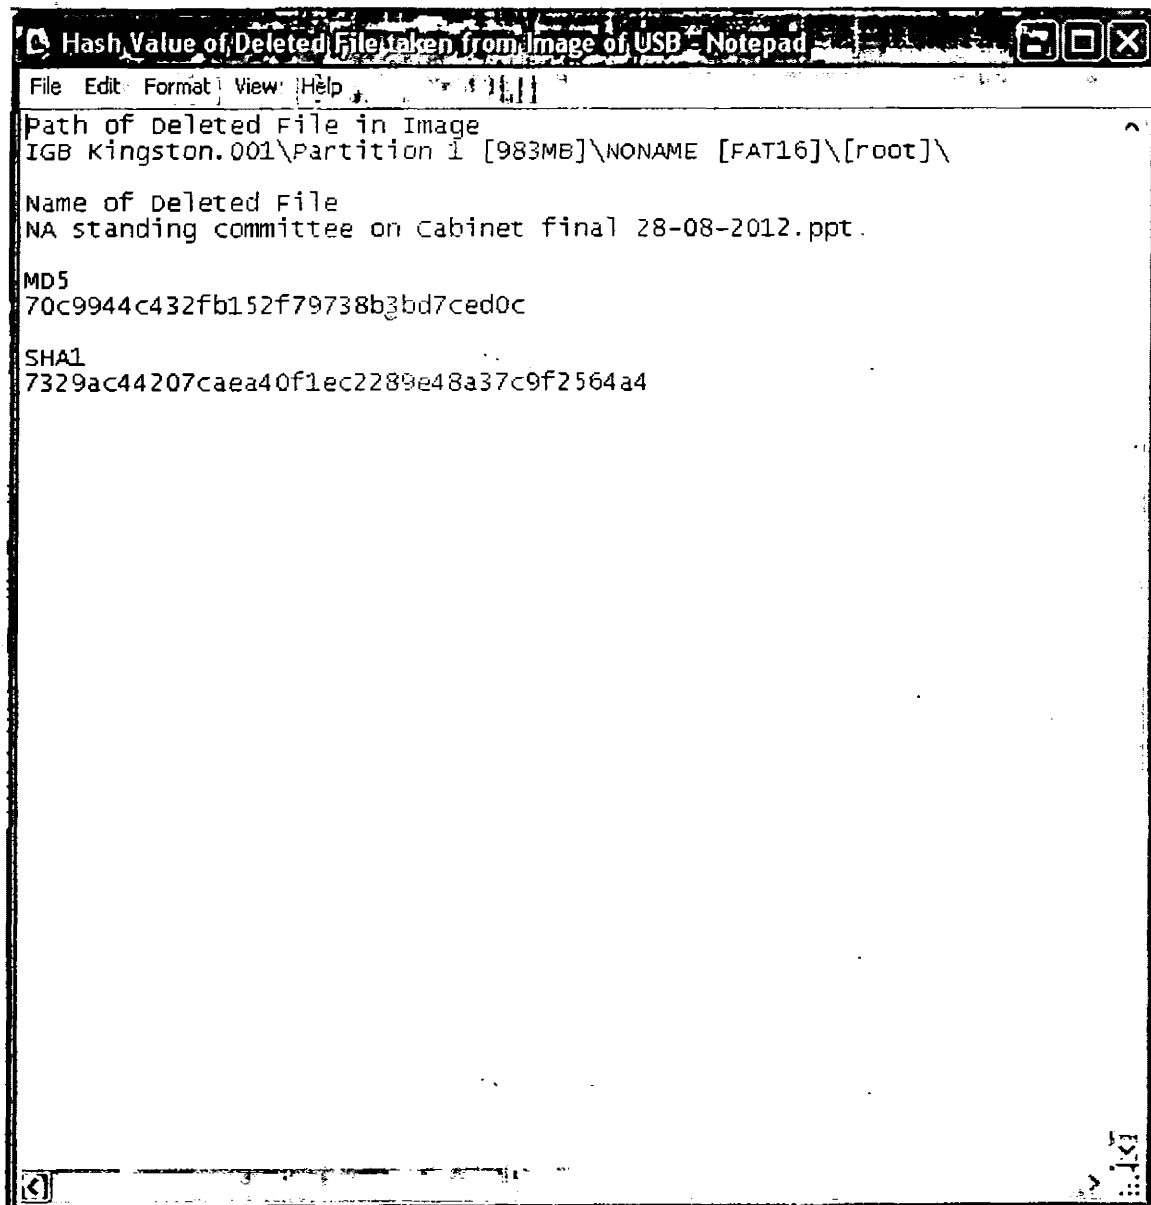 Hash Value of Deleted File taken from Image of USB - Notepad
File Edit Format View Help
Path of Deleted File in Image
IGB Kingston.001\Partition 1 [983MB]\NONAME [FAT16]\[root]\
Name of Deleted File
NA standing committee on Cabinet final 28-08-2012.ppt
MD5
70c9944c432fb152f79738b3bd7ced0c
SHA1
7329ac44207caea40f1ec2289e48a37c9f2564a4